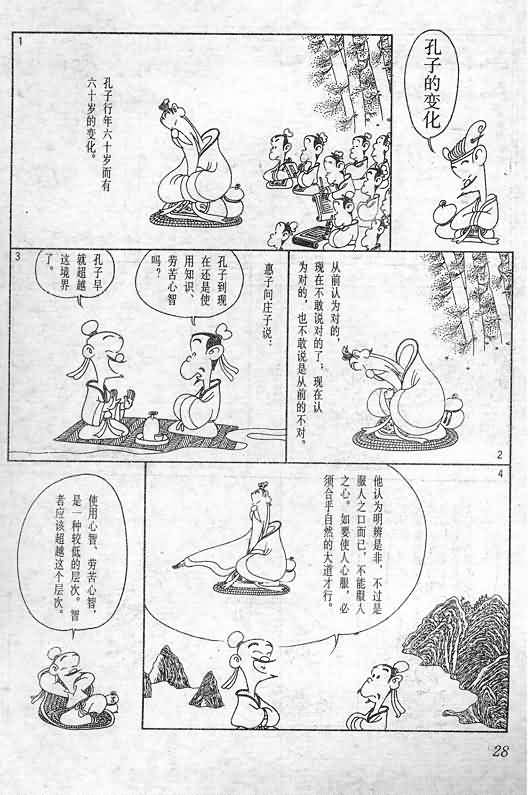 孔子的变化
1
孔子行年六十岁而有
六十岁的变化。
从前认为对的，
现在不敢说对的了；现在认
为对的，也不敢说是从前的不对。
2
3
惠子问庄子说：
孔子到现
在还是使
用知识、
劳苦心智
吗？
孔子早
就超越
这境界
了。
4
他认为明辨是非，不过是
服人之口而已，不能服人
之心。如要使人心服，必
须合乎自然的大道才行。
使用心智、劳苦心智，
是一种较低的层次。智
者应该超越这个层次。
28